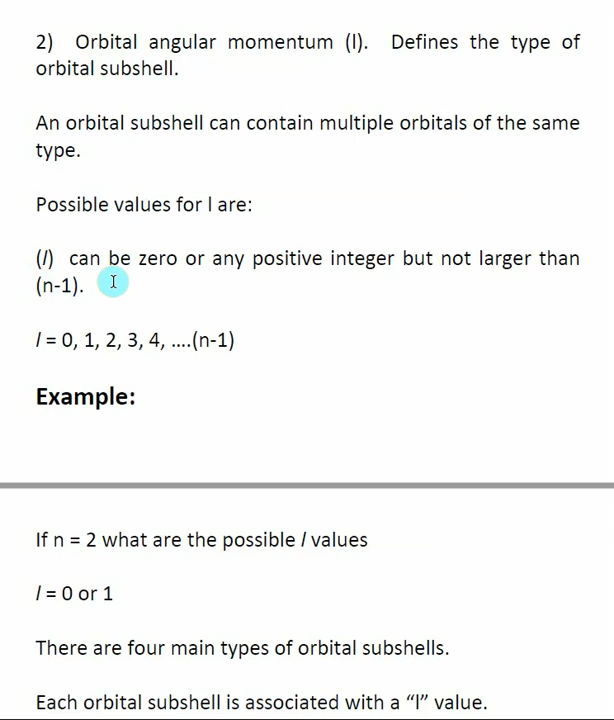 2) Orbital angular momentum (l). Defines the type of
orbital subshell.
An orbital subshell can contain multiple orbitals of the same
type.
Possible values for l are:
(l) can be zero or any positive integer but not larger than
(n-1).
l = 0, 1, 2, 3, 4, ....(n-1)
Example:
If n = 2 what are the possible l values
l = 0 or 1
There are four main types of orbital subshells.
Each orbital subshell is associated with a “l” value.